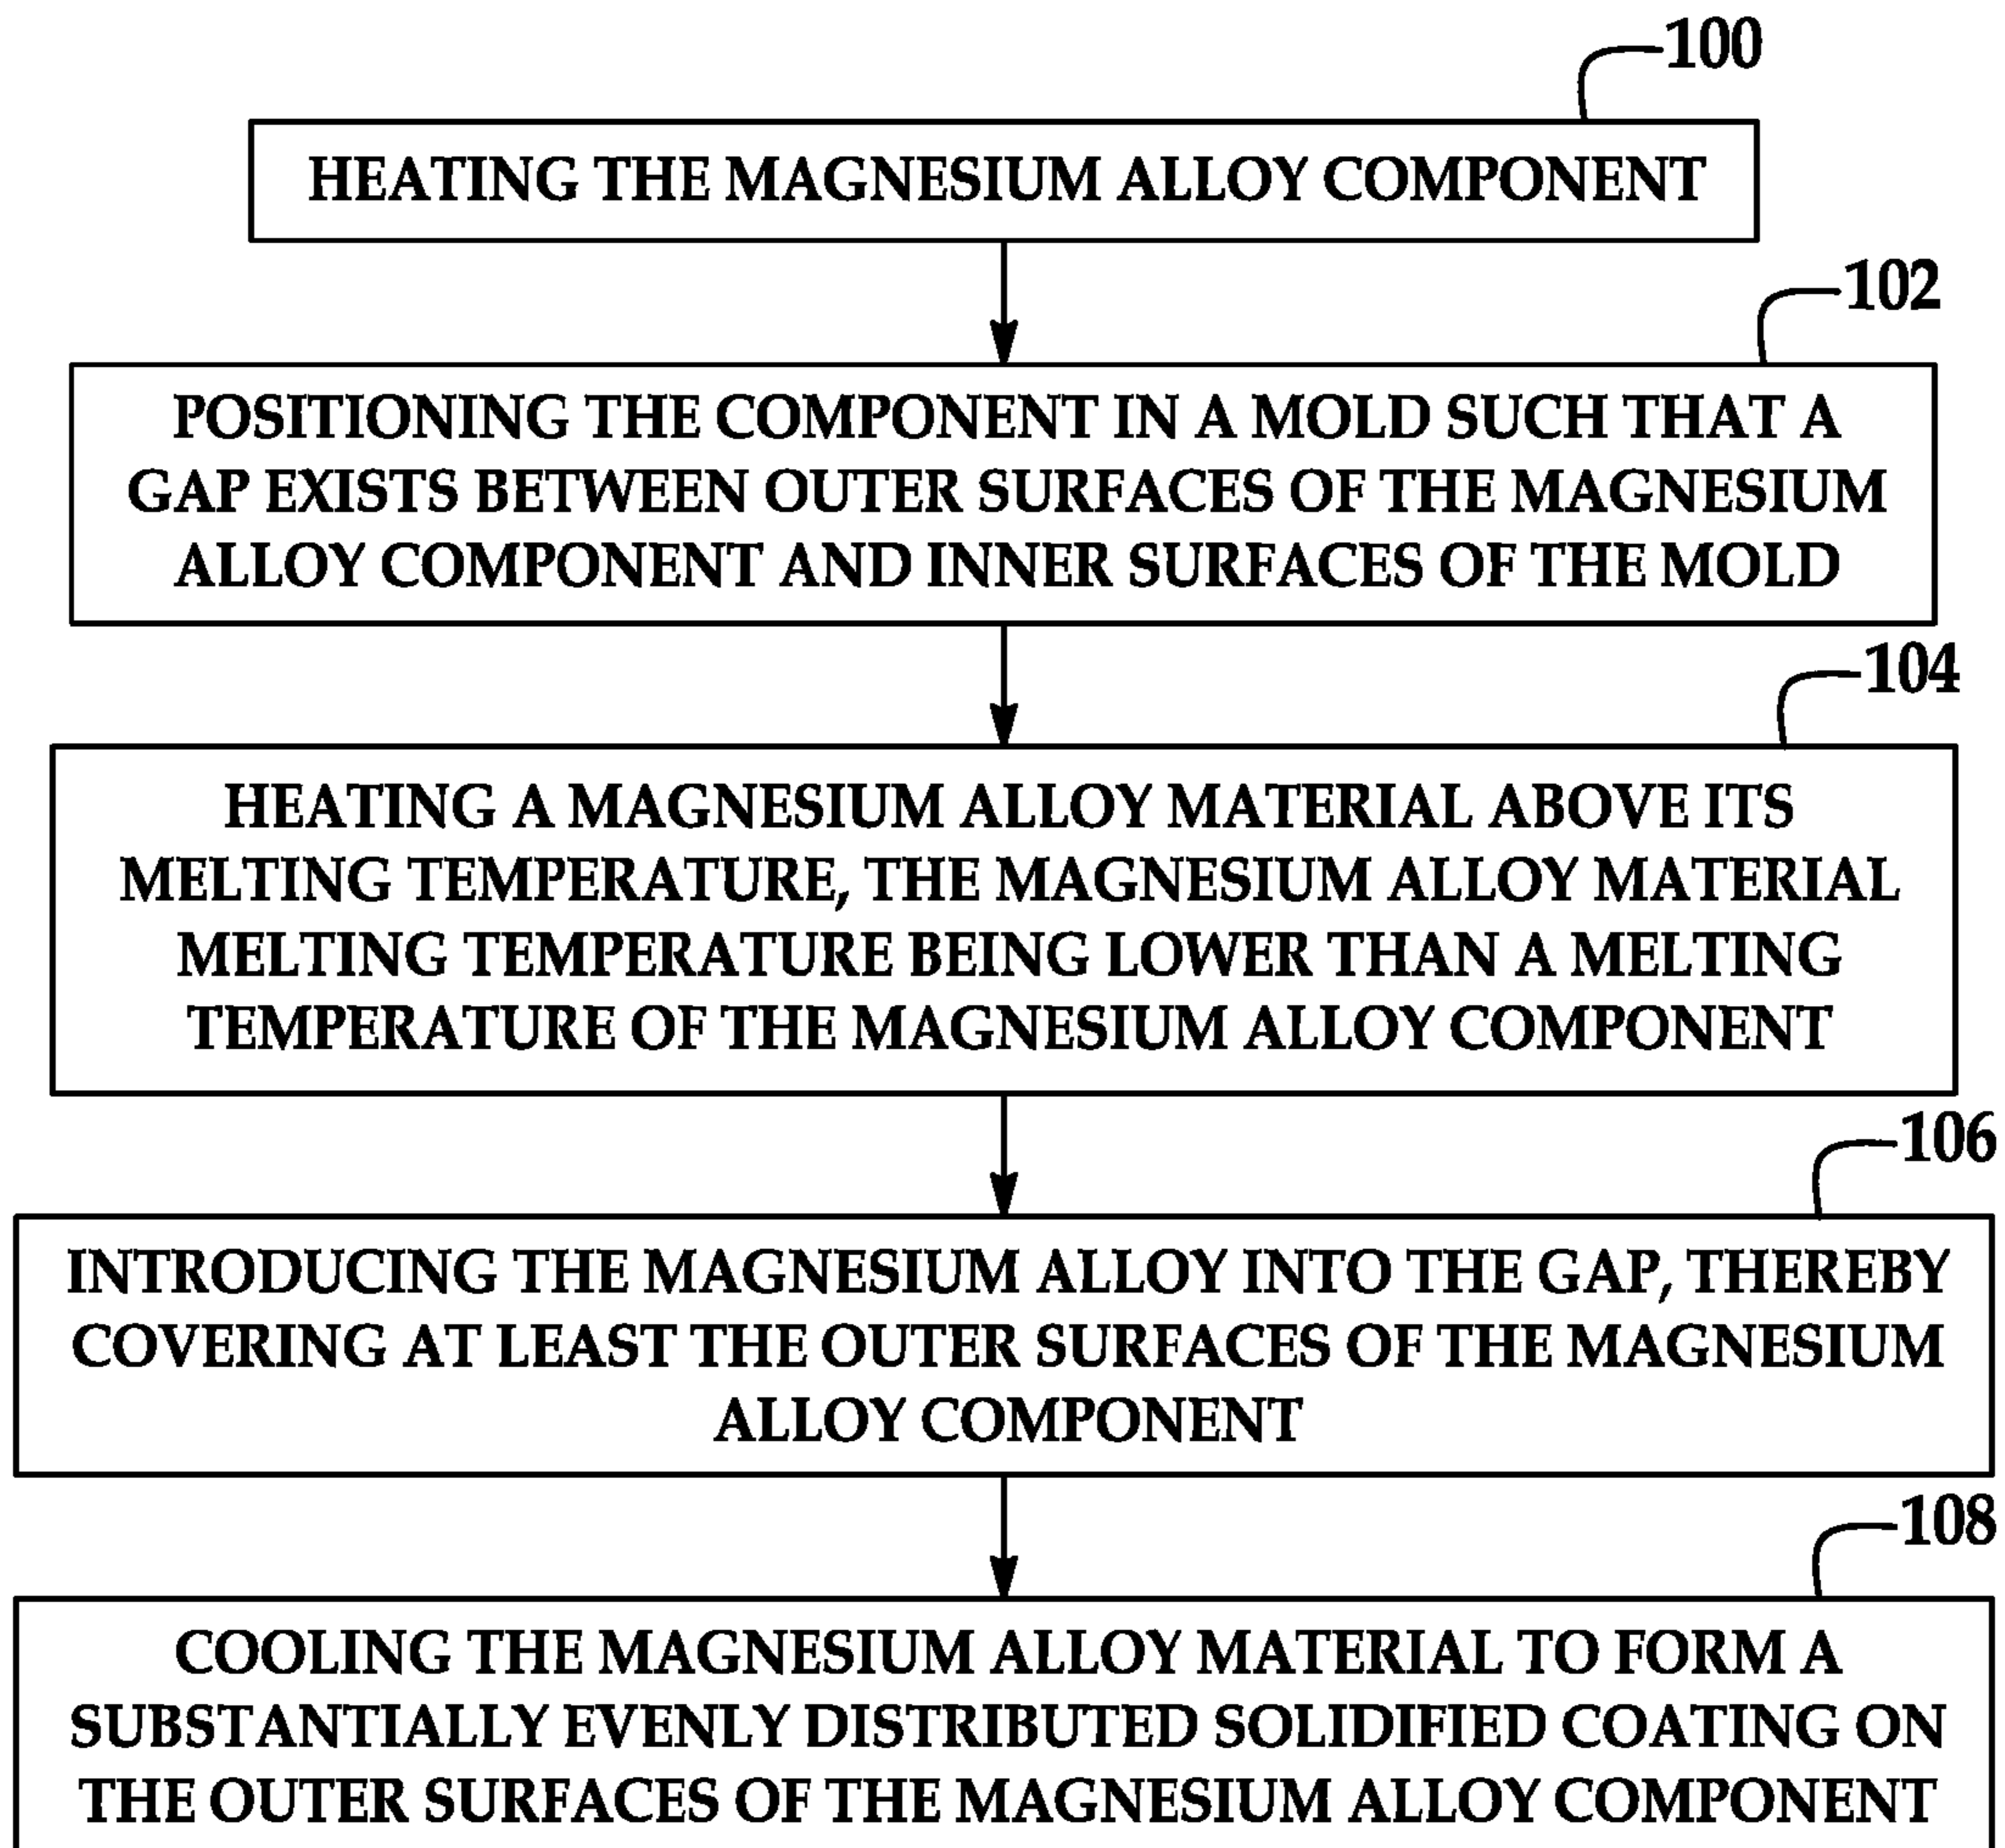 100
HEATING THE MAGNESIUM ALLOY COMPONENT
102
POSITIONING THE COMPONENT IN A MOLD SUCH THAT A
GAP EXISTS BETWEEN OUTER SURFACES OF THE MAGNESIUM
ALLOY COMPONENT AND INNER SURFACES OF THE MOLD
104
HEATING A MAGNESIUM ALLOY MATERIAL ABOVE ITS
MELTING TEMPERATURE, THE MAGNESIUM ALLOY MATERIAL
MELTING TEMPERATURE BEING LOWER THAN A MELTING
TEMPERATURE OF THE MAGNESIUM ALLOY COMPONENT
106
INTRODUCING THE MAGNESIUM ALLOY INTO THE GAP, THEREBY
COVERING AT LEAST THE OUTER SURFACES OF THE MAGNESIUM
ALLOY COMPONENT
108
COOLING THE MAGNESIUM ALLOY MATERIAL TO FORM A
SUBSTANTIALLY EVENLY DISTRIBUTED SOLIDIFIED COATING ON
THE OUTER SURFACES OF THE MAGNESIUM ALLOY COMPONENT